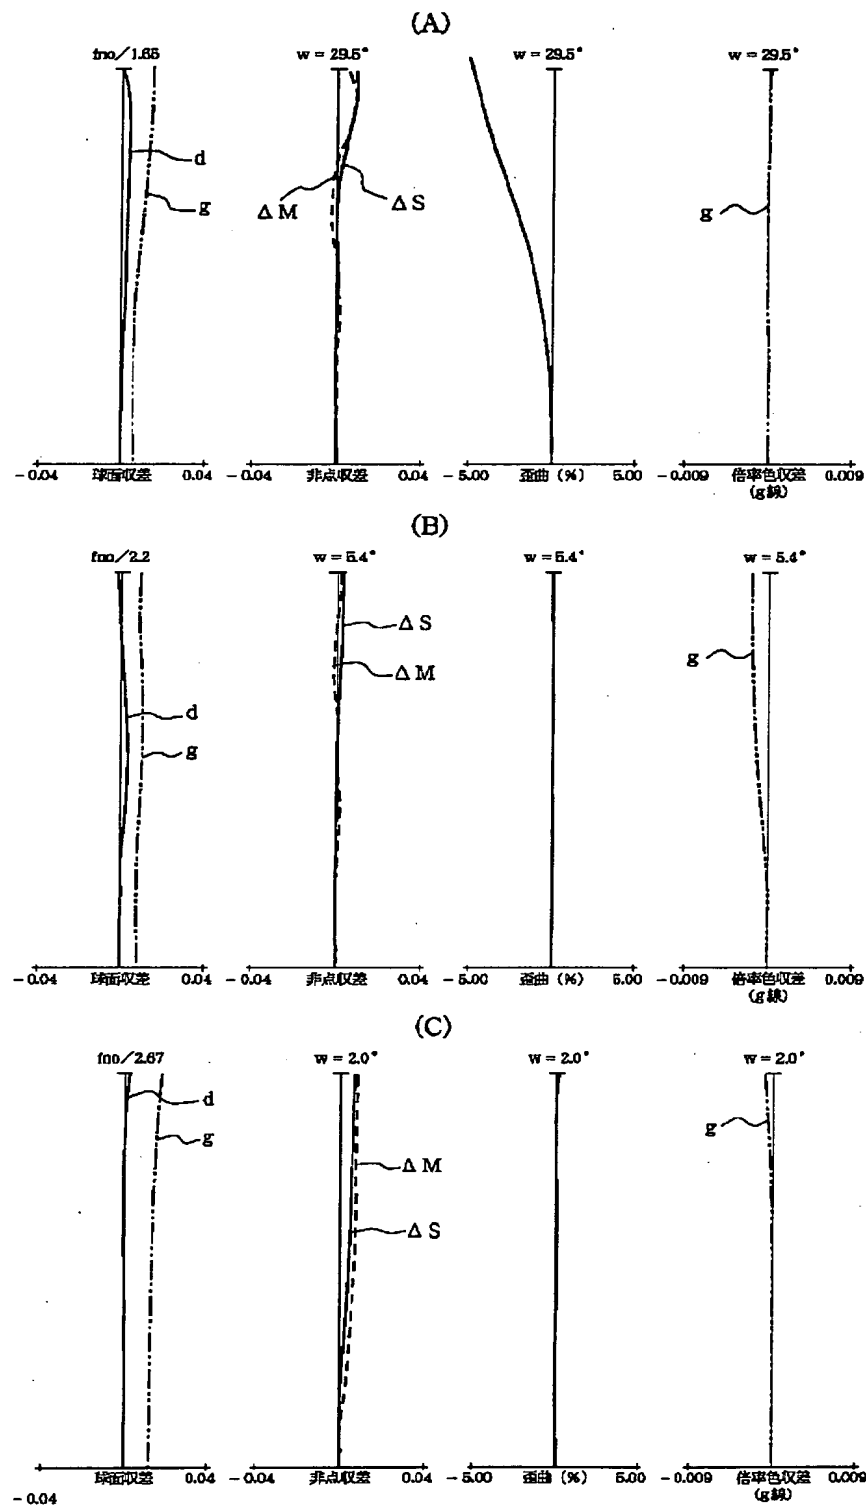 (A)
fno/1.65 w = 29.5° w = 29.5° w = 29.5°
d
g
ΔM ΔS
g
-0.04 球面収差 0.04 -0.04 非点収差 0.04 -5.00 歪曲 (%) 5.00 -0.009 倍率色収差 0.009
(g線)
(B)
fno/2.2 w = 5.4° w = 5.4° w = 5.4°
ΔS
ΔM
g
d
g
-0.04 球面収差 0.04 -0.04 非点収差 0.04 -5.00 歪曲 (%) 5.00 -0.009 倍率色収差 0.009
(g線)
(C)
fno/2.67 w = 2.0° w = 2.0° w = 2.0°
d
g
g
ΔM
ΔS
球面収差 0.04 -0.04 非点収差 0.04 -5.00 歪曲 (%) 5.00 -0.009 倍率色収差 0.009
-0.04 (g線)